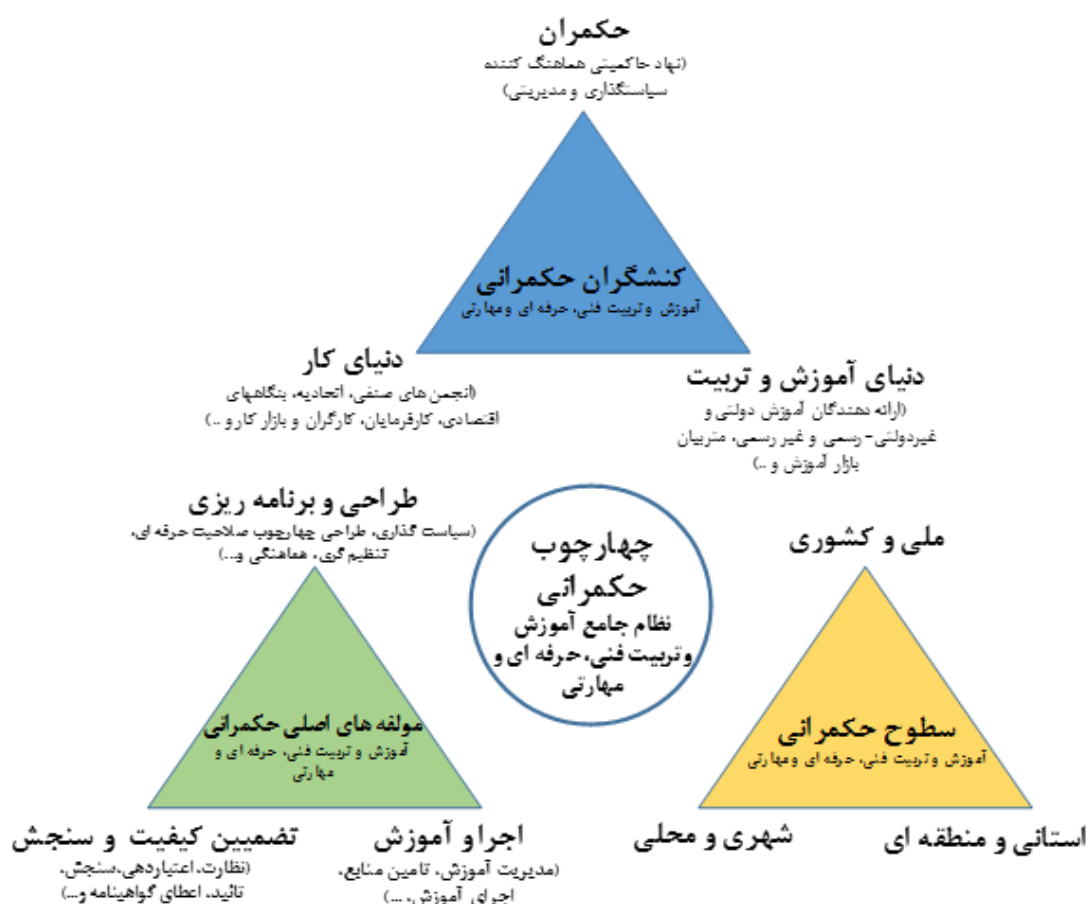 حکمران
(نهاد حاکمیتی هماهنگ کننده
سیاستگذاری و مدیریتی)
کنشگران حکمرانی
آموزش و تربیت فنی، حرفه ای و مهارتی
دنیای آموزش و تربیت
(ارائه دهندگان آموزش دولتی و
غیردولتی- رسمی و غیر رسمی، متربیان
بازار آموزش و ..)
دنیای کار
(انجمن های صنفی، اتحادیه، بنگاههای
اقتصادی، کارفرمایان، کارگران و بازار کار و ..)
چهارچوب
حکمرانی
نظام جامع آموزش
و تربیت فنی، حرفه ای و
مهارتی
ملی و کشوری
سطوح حکمرانی
آموزش و تربیت فنی، حرفه ای و مهارتی
استانی و منطقه ای
شهری و محلی
طراحی و برنامه ریزی
(سیاست گذاری، طراحی چهارچوب صلاحیت حرفه ای،
تنظیم گری، هماهنگی و...)
مولفه های اصلی حکمرانی
آموزش و تربیت فنی، حرفه ای و
مهارتی
اجرا و آموزش
(مدیریت آموزش، تامین منابع،
اجرای آموزش, ...)
تضمیین کیفیت و سنجش
(نظارت، اعتیاردهی،سنجش,
تائید، اعطای گواهینامه و...)